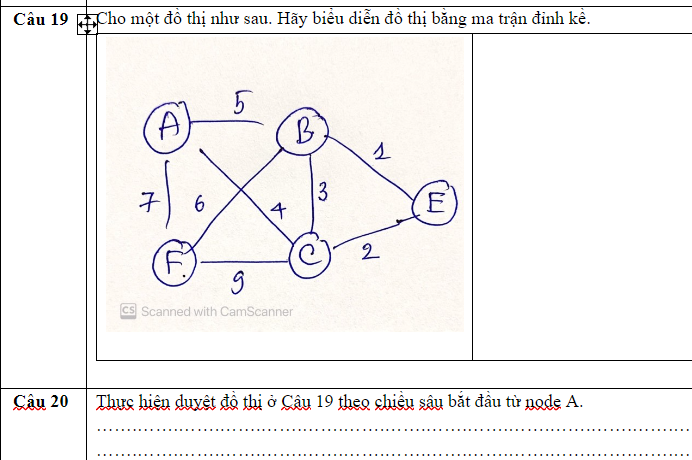 Câu 19
Cho một đồ thị như sau. Hãy biểu diễn đồ thị bằng ma trận đỉnh kề.
5
A
B
1
7
6
4
3
E
F.
C
2
9
CS Scanned with CamScanner
Câu 20
Thực hiện duyệt đồ thị ở Câu 19 theo chiều sâu bắt đầu từ node A.